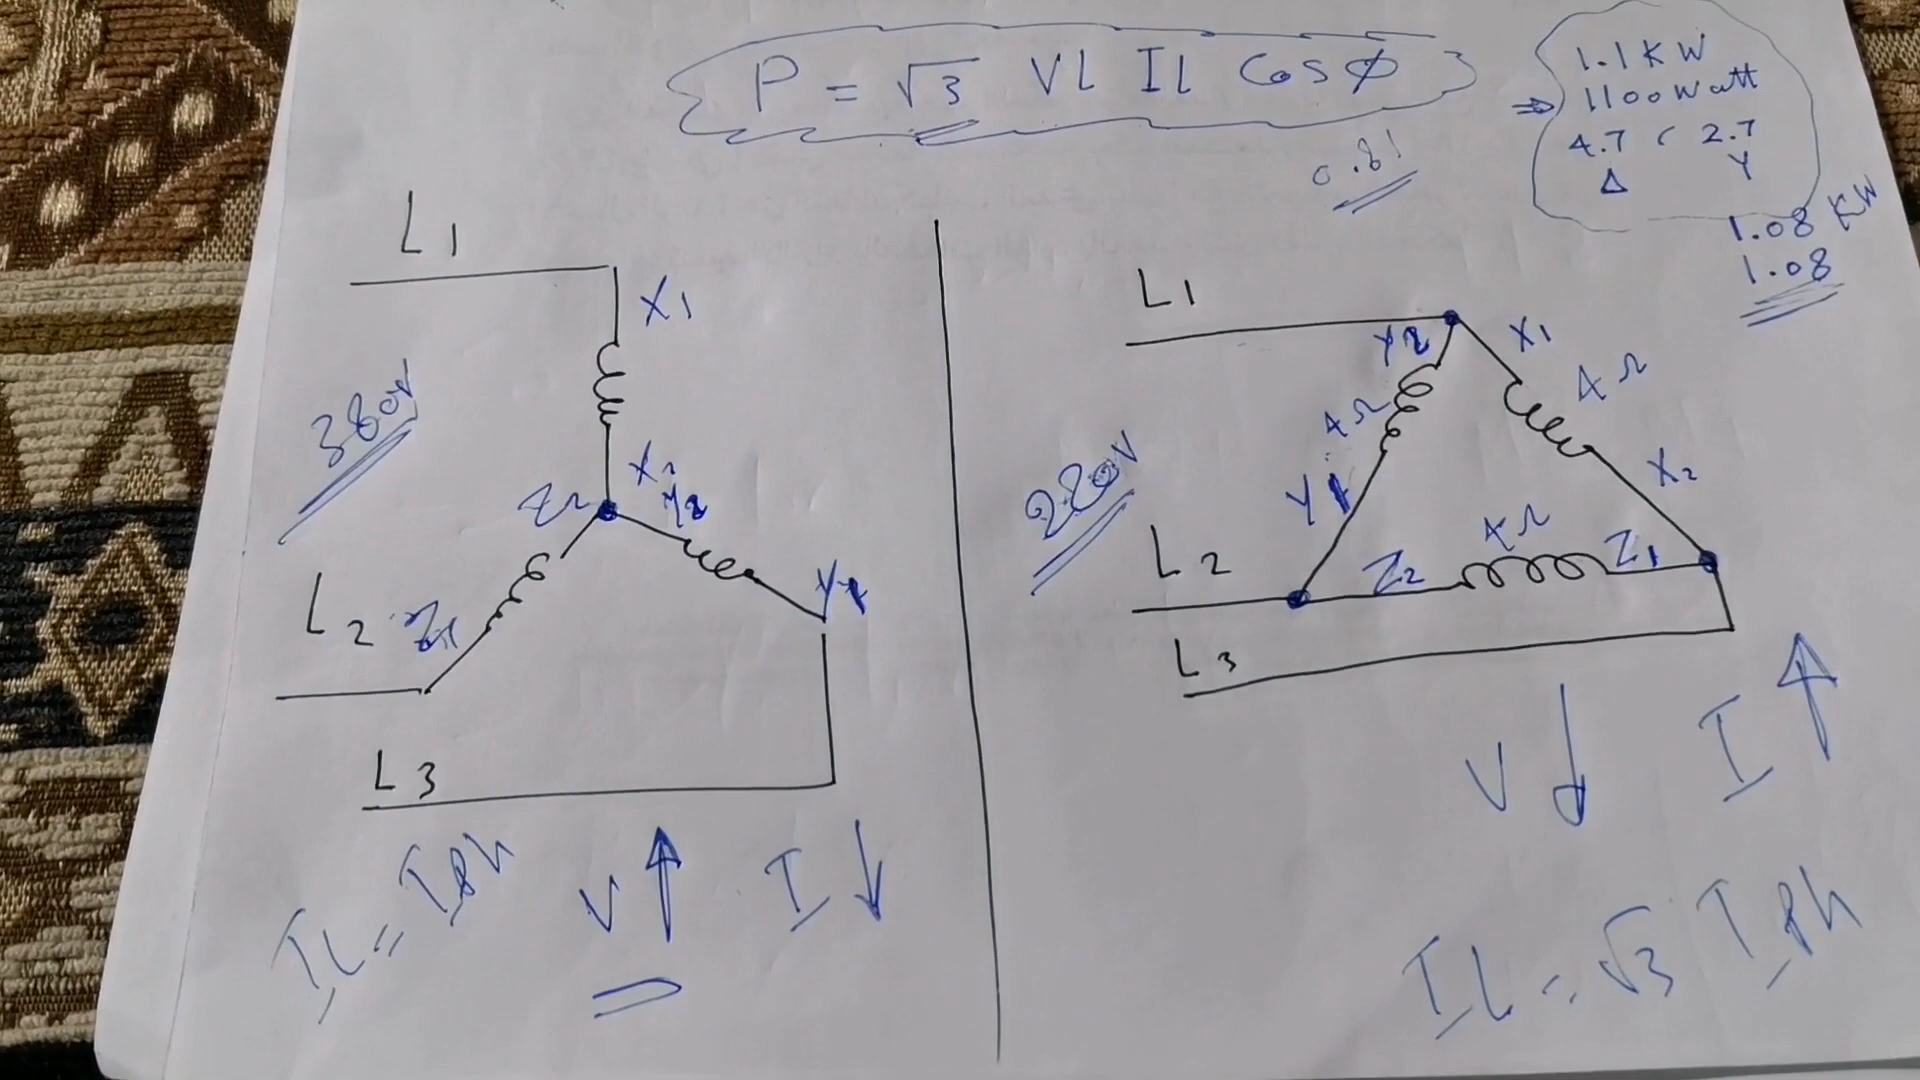 P = √3 VL IL Cos φ
0.81
1.1 KW
⇒ 1100 Watt
4.7 ( 2.7
Δ Y
1.08 KW
1.08
L1
X1
380V
X2
Z2 Y2
L2 Z1
Y1
L3
IL = Iph
V ↑ I ↓
L1
Y2 X1
4Ω 4Ω
220V
Y1 X2
L2
4Ω
Z2 Z1
L3
V ↓ I ↑
IL = √3 Iph